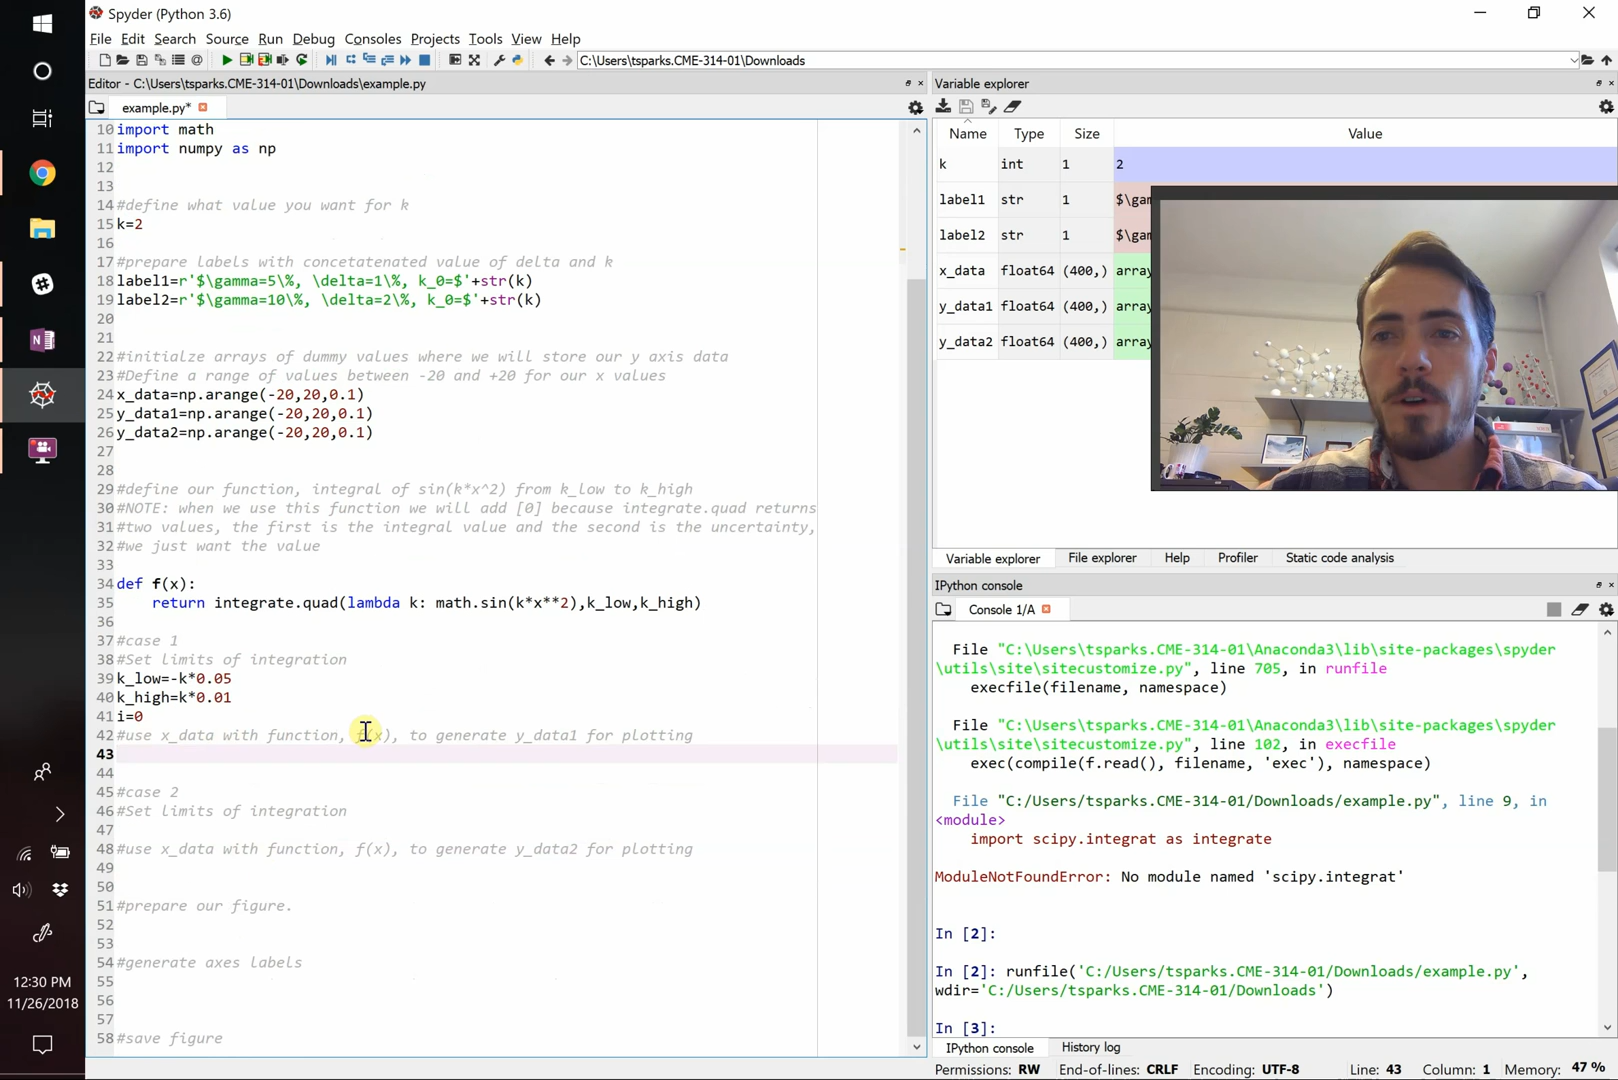 Spyder (Python 3.6)
File Edit Search Source Run Debug Consoles Projects Tools View Help
C:\Users\tsparks.CME-314-01\Downloads
Editor - C:\Users\tsparks.CME-314-01\Downloads\example.py
example.py*
10 import math
11 import numpy as np
12
13
14 #define what value you want for k
15 k=2
16
17 #prepare labels with concetatenated value of delta and k
18 label1=r'$\gamma=5\%, \delta=1\%, k_0=$'+str(k)
19 label2=r'$\gamma=10\%, \delta=2\%, k_0=$'+str(k)
20
21
22 #initialze arrays of dummy values where we will store our y axis data
23 #Define a range of values between -20 and +20 for our x values
24 x_data=np.arange(-20,20,0.1)
25 y_data1=np.arange(-20,20,0.1)
26 y_data2=np.arange(-20,20,0.1)
27
28
29 #define our function, integral of sin(k*x^2) from k_low to k_high
30 #NOTE: when we use this function we will add [0] because integrate.quad returns
31 #two values, the first is the integral value and the second is the uncertainty,
32 #we just want the value
33
34 def f(x):
35 return integrate.quad(lambda k: math.sin(k*x**2),k_low,k_high)
36
37 #case 1
38 #Set limits of integration
39 k_low=-k*0.05
40 k_high=k*0.01
41 i=0
42 #use x_data with function, f(x), to generate y_data1 for plotting
43
44
45 #case 2
46 #Set limits of integration
47
48 #use x_data with function, f(x), to generate y_data2 for plotting
49
50
51 #prepare our figure.
52
53
54 #generate axes labels
55
56
57
58 #save figure
Variable explorer
Name Type Size Value
k int 1 2
label1 str 1 $\gam
label2 str 1 $\gam
x_data float64 (400,) array
y_data1 float64 (400,) array
y_data2 float64 (400,) array
Variable explorer File explorer Help Profiler Static code analysis
IPython console
Console 1/A
File "C:\Users\tsparks.CME-314-01\Anaconda3\lib\site-packages\spyder
\utils\site\sitecustomize.py", line 705, in runfile
execfile(filename, namespace)
File "C:\Users\tsparks.CME-314-01\Anaconda3\lib\site-packages\spyder
\utils\site\sitecustomize.py", line 102, in execfile
exec(compile(f.read(), filename, 'exec'), namespace)
File "C:/Users/tsparks.CME-314-01/Downloads/example.py", line 9, in
<module>
import scipy.integrat as integrate
ModuleNotFoundError: No module named 'scipy.integrat'
In [2]:
In [2]: runfile('C:/Users/tsparks.CME-314-01/Downloads/example.py',
wdir='C:/Users/tsparks.CME-314-01/Downloads')
In [3]:
IPython console History log
Permissions: RW End-of-lines: CRLF Encoding: UTF-8 Line: 43 Column: 1 Memory: 47 %
12:30 PM
11/26/2018